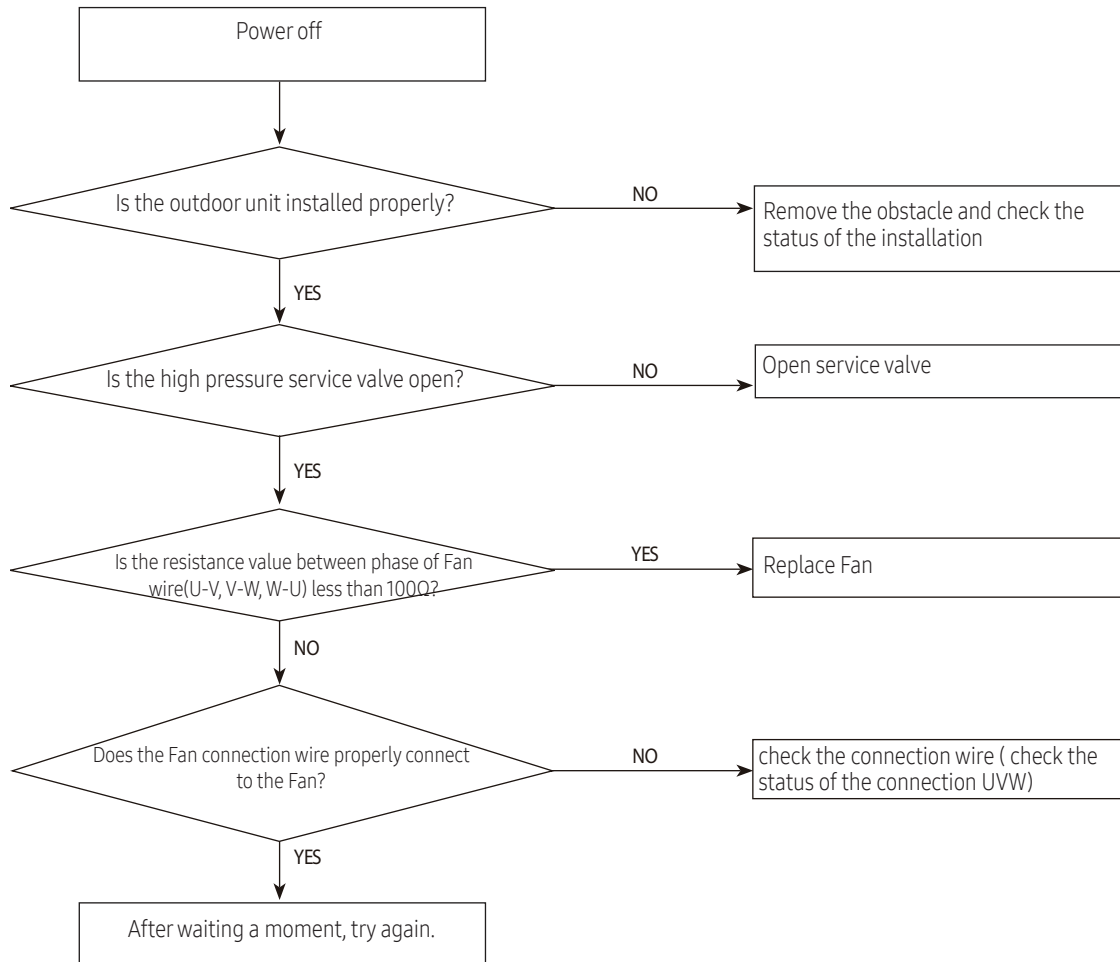 Power off
Is the outdoor unit installed properly?
NO
Remove the obstacle and check the
status of the installation
YES
Is the high pressure service valve open?
NO
Open service valve
YES
Is the resistance value between phase of Fan
wire(U-V, V-W, W-U) less than 100Ω?
YES
Replace Fan
NO
Does the Fan connection wire properly connect
to the Fan?
NO
check the connection wire ( check the
status of the connection UVW)
YES
After waiting a moment, try again.